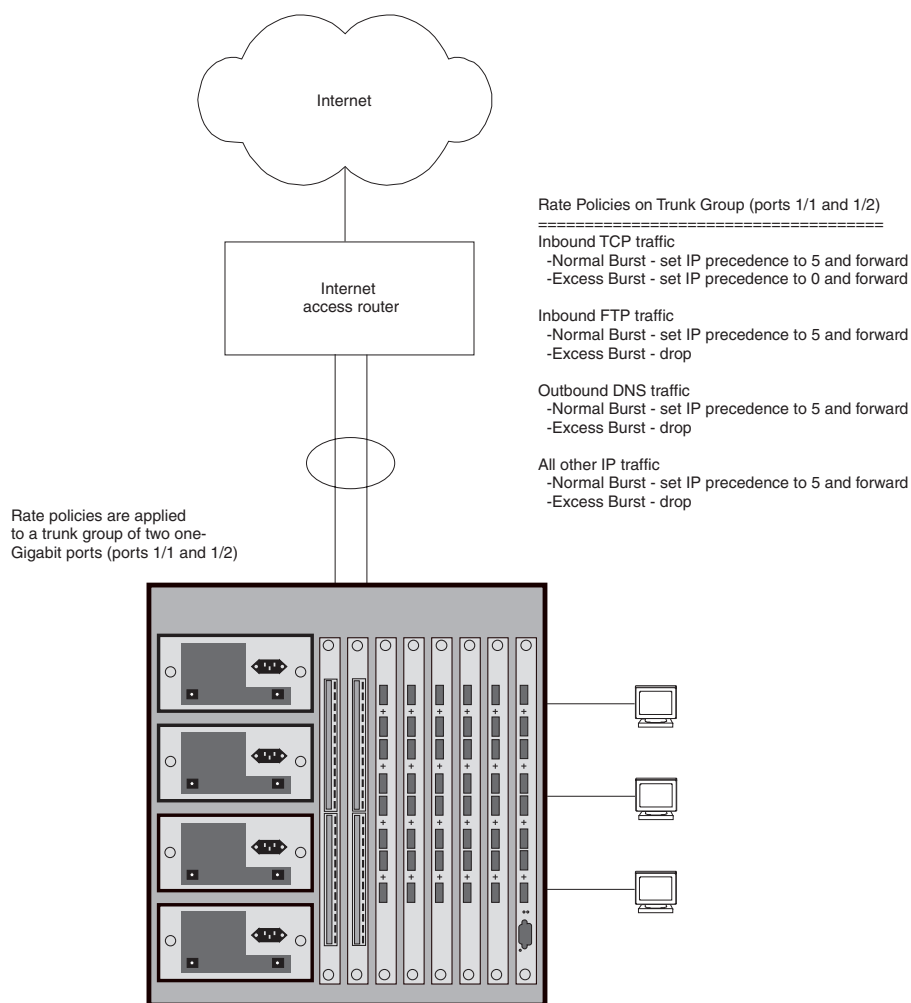 Internet
Internet
access router
Rate Policies on Trunk Group (ports 1/1 and 1/2)
=====================================
Inbound TCP traffic
-Normal Burst - set IP precedence to 5 and forward
-Excess Burst - set IP precedence to 0 and forward
Inbound FTP traffic
-Normal Burst - set IP precedence to 5 and forward
-Excess Burst - drop
Outbound DNS traffic
-Normal Burst - set IP precedence to 5 and forward
-Excess Burst - drop
All other IP traffic
-Normal Burst - set IP precedence to 5 and forward
-Excess Burst - drop
Rate policies are applied
to a trunk group of two one-
Gigabit ports (ports 1/1 and 1/2)